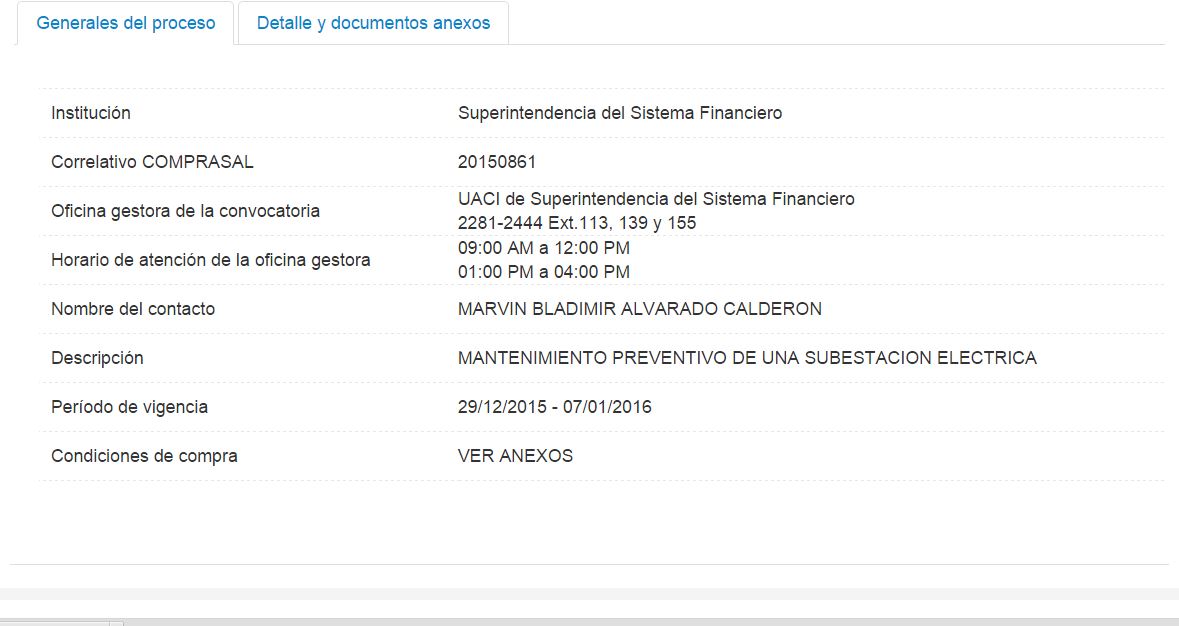 Generales del proceso
Detalle y documentos anexos
Institución
Superintendencia del Sistema Financiero
Correlativo COMPRASAL
20150861
Oficina gestora de la convocatoria
UACI de Superintendencia del Sistema Financiero
2281-2444 Ext.113, 139 y 155
Horario de atención de la oficina gestora
09:00 AM a 12:00 PM
01:00 PM a 04:00 PM
Nombre del contacto
MARVIN BLADIMIR ALVARADO CALDERON
Descripción
MANTENIMIENTO PREVENTIVO DE UNA SUBESTACION ELECTRICA
Período de vigencia
29/12/2015 - 07/01/2016
Condiciones de compra
VER ANEXOS